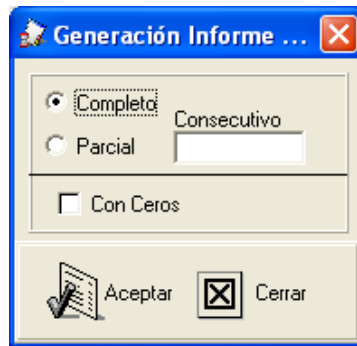 Generación Informe ...
Completo
Consecutivo
Parcial
Con Ceros
Aceptar
Cerrar